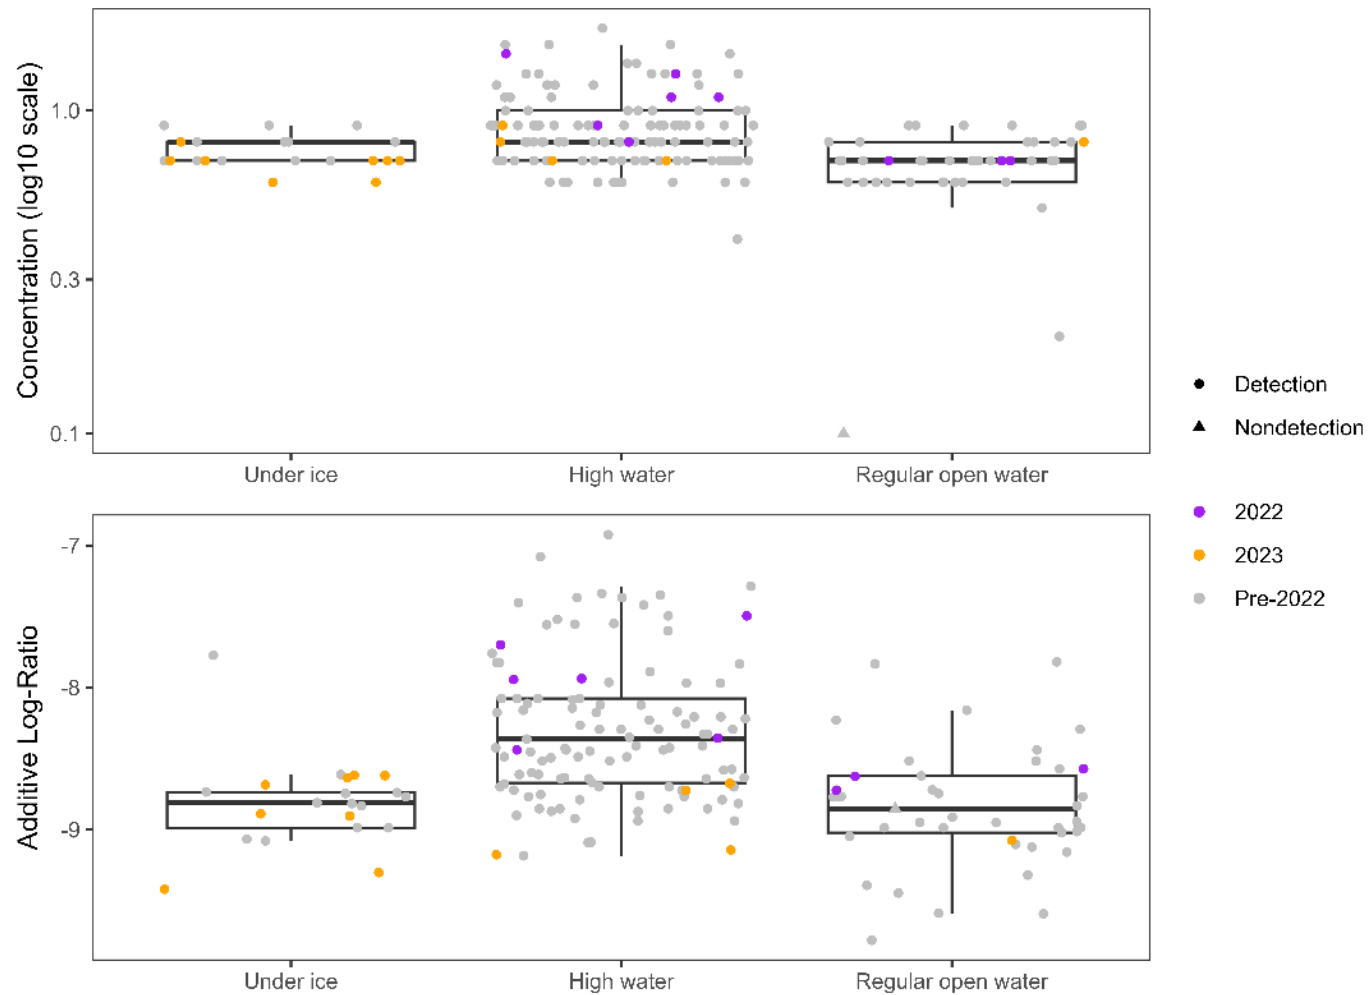 Concentration (log10 scale)
1.0
0.3
0.1
Under ice
High water
Regular open water
Additive Log-Ratio
-7
-8
-9
Under ice
High water
Regular open water
Detection
Nondetection
2022
2023
Pre-2022